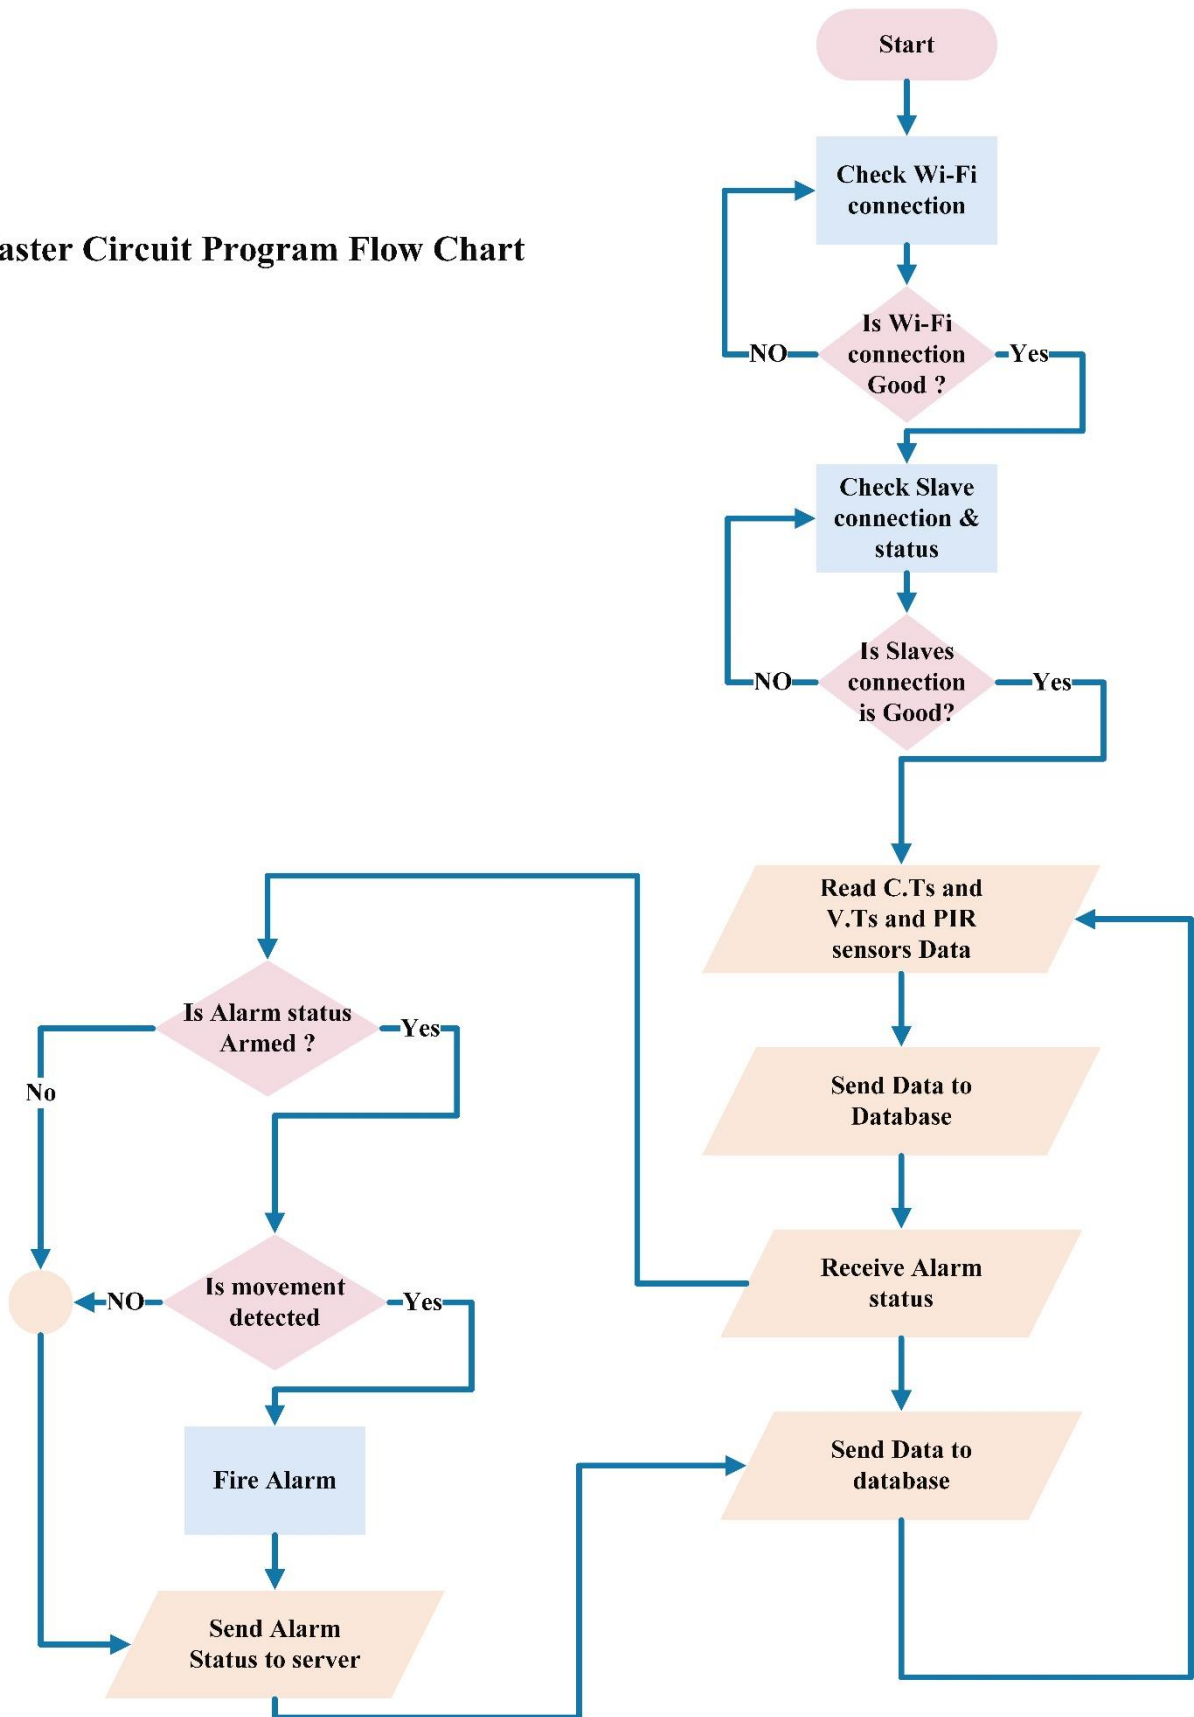 Start
Check Wi-Fi
connection
aster Circuit Program Flow Chart
Is Wi-Fi
connection
Good ?
NO
Yes
Check Slave
connection &
status
Is Slaves
connection
is Good?
NO
Yes
Read C.Ts and
V.Ts and PIR
sensors Data
Send Data to
Database
Receive Alarm
status
Send Data to
database
Is Alarm status
Armed ?
Yes
No
Is movement
detected
NO
Yes
Fire Alarm
Send Alarm
Status to server